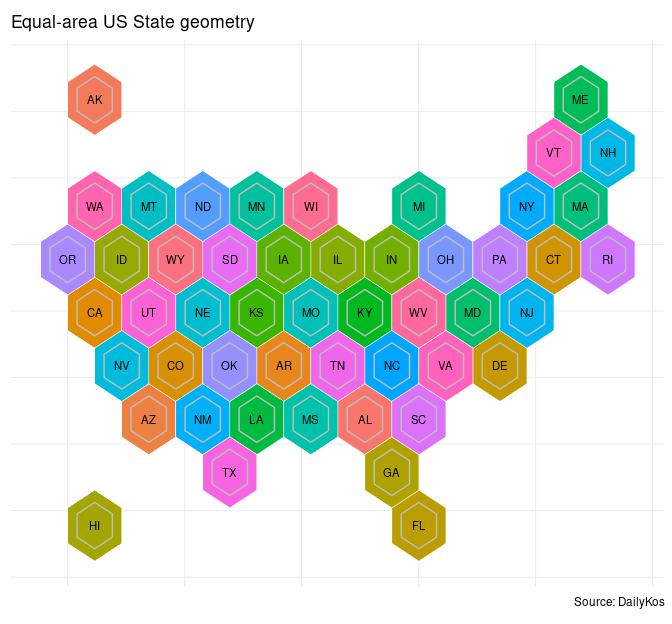 Equal-area US State geometry
AK ME
VT NH
WA MT ND MN WI MI NY MA
OR ID WY SD IA IL IN OH PA CT RI
CA UT NE KS MO KY WV MD NJ
NV CO OK AR TN NC VA DE
AZ NM LA MS AL SC
TX GA
HI FL
Source: DailyKos